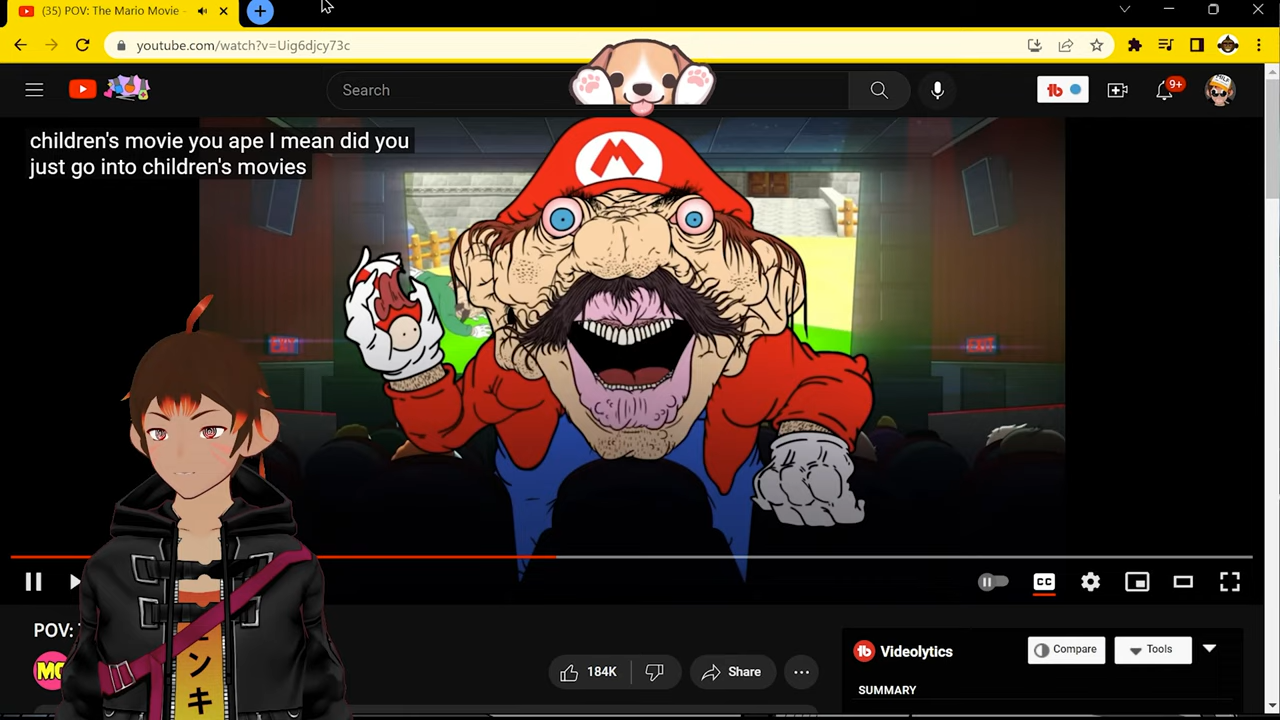 (35) POV: The Mario Movie -
youtube.com/watch?v=Uig6djcy73c
Search
9+
children's movie you ape I mean did you
just go into children's movies
M
EXIT
EXIT
CC
POV:
MO
184K
Share
Videolytics
Compare
Tools
SUMMARY
ンキ